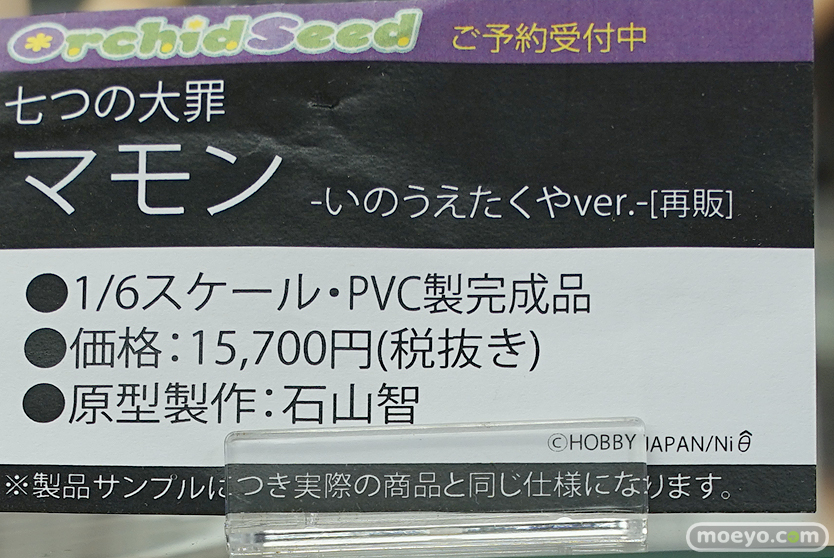 OrchidSeed ご予約受付中
七つの大罪
マモン -いのうえたくやver.-[再販]
●1/6スケール・PVC製完成品
●価格：15,700円(税抜き)
●原型製作：石山智
©HOBBY JAPAN/Niθ
※製品サンプルにつき実際の商品と同じ仕様になります。
moeyo.com